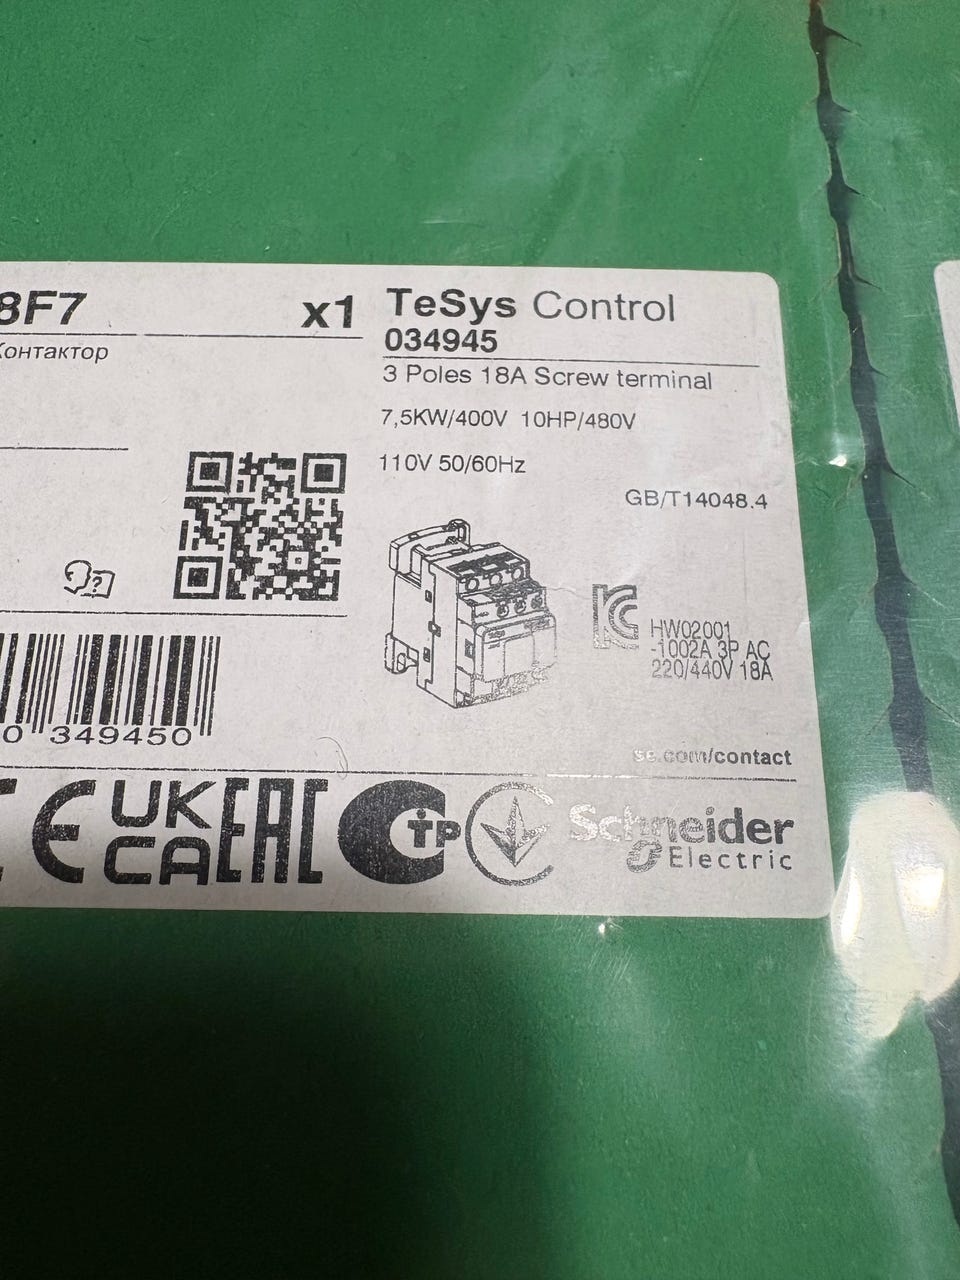 8F7
x1
Контактор
0 349450
TeSys Control
034945
3 Poles 18A Screw terminal
7,5KW/400V 10HP/480V
110V 50/60Hz
GB/T14048.4
HW02001
-1002A 3P AC
220/440V 18A
se.com/contact
CE
UK
CA
EAC
Schneider
Electric